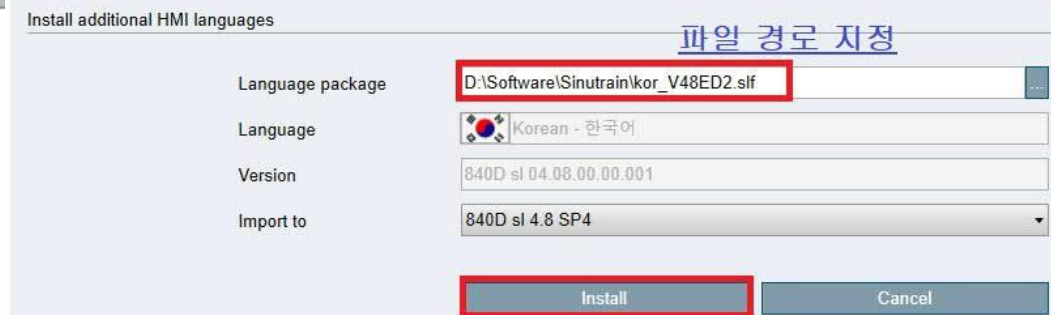 Install additional HMI languages
파일 경로 지정
Language package D:\Software\Sinutrain\kor_V48ED2.slf ...
Language Korean - 한국어
Version 840D sl 04.08.00.00.001
Import to 840D sl 4.8 SP4
Install Cancel